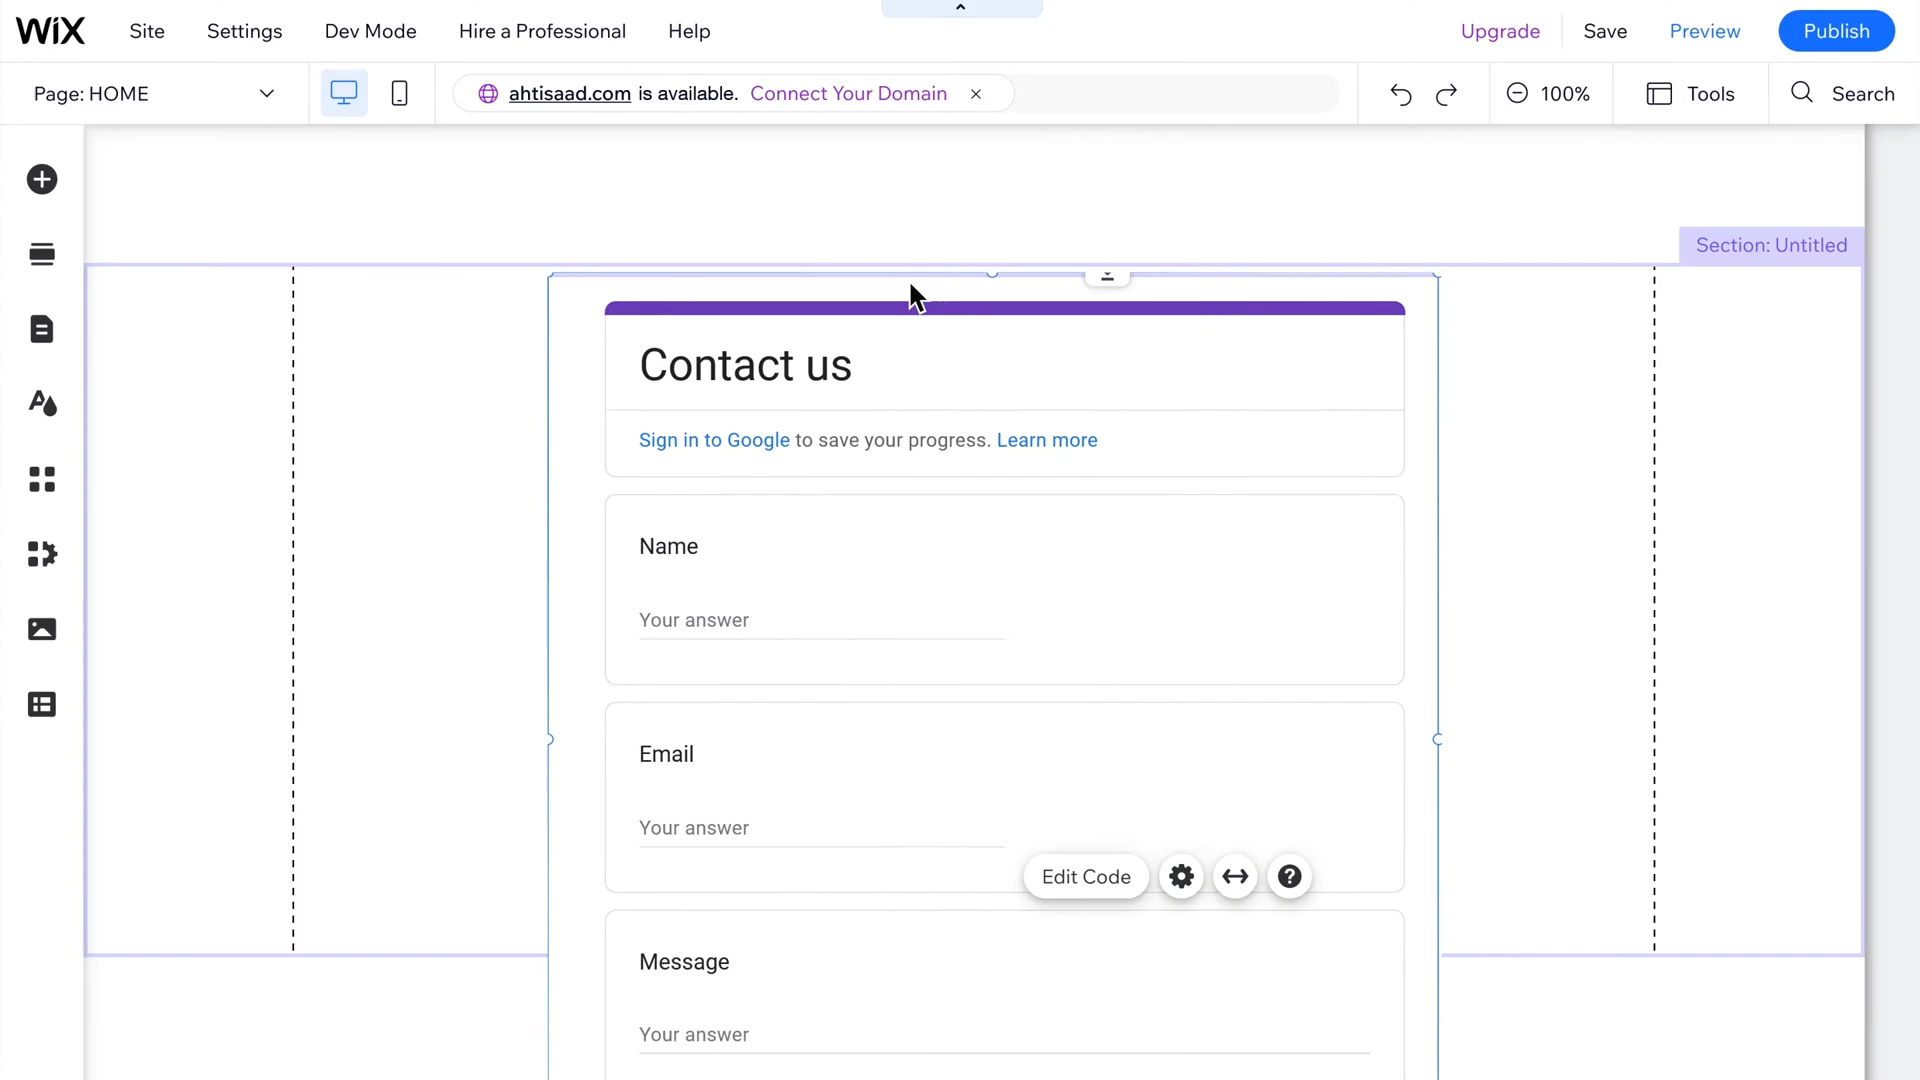 WiX Site Settings Dev Mode Hire a Professional Help Upgrade Save Preview Publish
Page: HOME ahtisaad.com is available. Connect Your Domain 100% Tools Search
Section: Untitled
Contact us
Sign in to Google to save your progress. Learn more
Name
Your answer
Email
Your answer
Edit Code
Message
Your answer